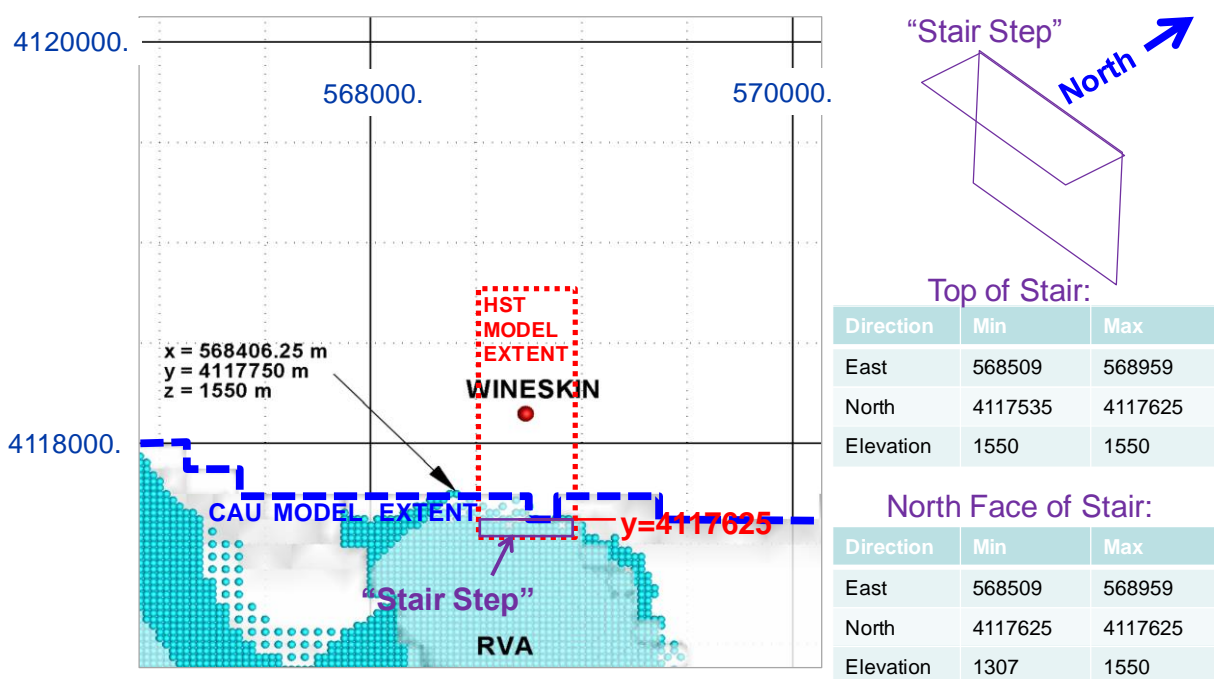 4120000.
568000.
570000.
HST
MODEL
EXTENT
x = 568406.25 m
y = 4117750 m
z = 1550 m
WINESKIN
4118000.
CAU MODEL EXTENT
y=4117625
“Stair Step”
RVA
“Stair Step”
North
Top of Stair:
Direction Min Max
East 568509 568959
North 4117535 4117625
Elevation 1550 1550
North Face of Stair:
Direction Min Max
East 568509 568959
North 4117625 4117625
Elevation 1307 1550